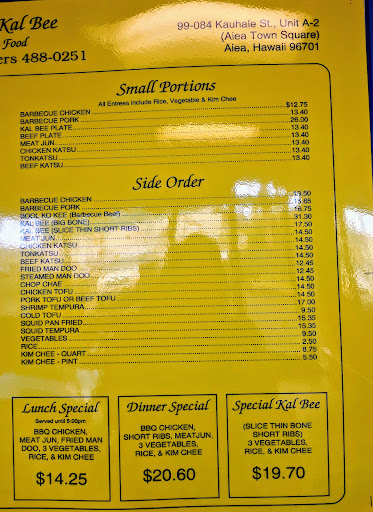 Kal Bee
Food
ers 488-0251
99-084 Kauhale St., Unit A-2
(Aiea Town Square)
Aiea, Hawaii 96701
Small Portions
All Entrees include Rice, Vegetable & Kim Chee
BARBECUE CHICKEN $12.75
BARBECUE PORK 13.40
KAL BEE PLATE 26.00
BEEF PLATE 13.40
MEAT JUN 13.40
CHICKEN KATSU 13.40
TONKATSU 13.40
BEEF KATSU 13.40
Side Order
BARBECUE CHICKEN 13.50
BARBECUE PORK 16.65
BOOL KO KEE (Barbecue Beef) 16.75
KAL BEE (BIG BONE) 31.30
KAL BEE (SLICE THIN SHORT RIBS) 17.50
MEAT JUN 14.50
CHICKEN KATSU 14.50
TONKATSU 14.50
BEEF KATSU 14.50
FRIED MAN DOO 12.45
STEAMED MAN DOO 12.45
CHOP CHAE 14.50
CHICKEN TOFU 14.50
PORK TOFU OR BEEF TOFU 14.50
SHRIMP TEMPURA 17.00
COLD TOFU 9.50
SQUID PAN FRIED 15.35
SQUID TEMPURA 15.35
VEGETABLES 9.50
RICE 2.50
KIM CHEE - QUART 8.75
KIM CHEE - PINT 5.50
Lunch Special
Served until 5:00pm
BBQ CHICKEN,
MEAT JUN, FRIED MAN
DOO, 3 VEGETABLES,
RICE, & KIM CHEE
$14.25
Dinner Special
BBQ CHICKEN,
SHORT RIBS, MEATJUN,
3 VEGETABLES,
RICE, & KIM CHEE
$20.60
Special Kal Bee
(SLICE THIN BONE
SHORT RIBS)
3 VEGETABLES,
RICE, & KIM CHEE
$19.70